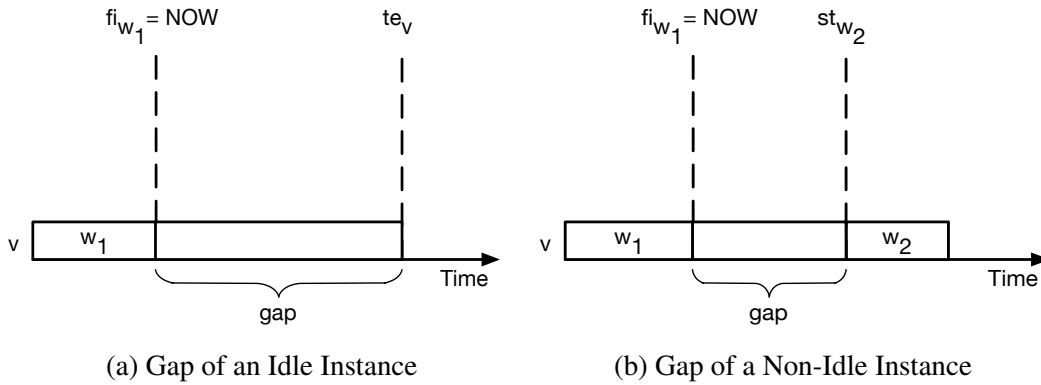 fi_w₁ = NOW
te_v
v
w₁
Time
gap
(a) Gap of an Idle Instance
fi_w₁ = NOW
st_w₂
v
w₁
w₂
Time
gap
(b) Gap of a Non-Idle Instance